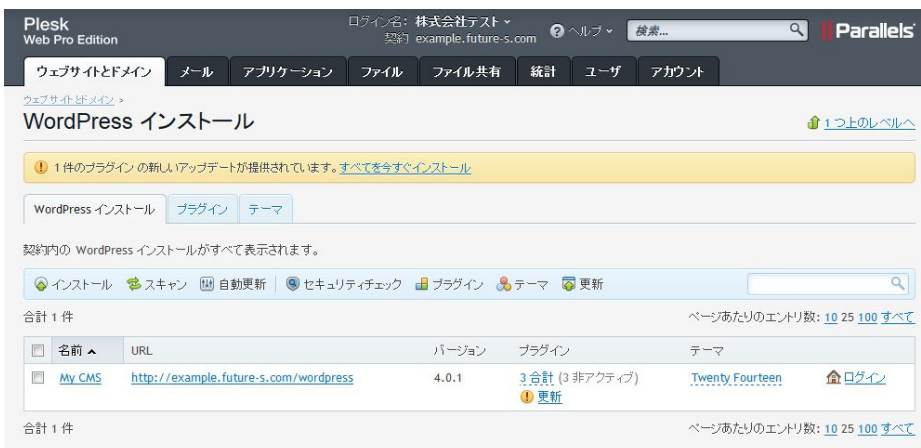 Plesk
Web Pro Edition
ログイン名: 株式会社テスト
契約 example.future-s.com
ヘルプ
検索...
Parallels
ウェブサイトとドメイン メール アプリケーション ファイル ファイル共有 統計 ユーザ アカウント
ウェブサイトとドメイン >
WordPress インストール
1つ上のレベルへ
1 件のプラグイン の新しいアップデートが提供されています。すべてを今すぐインストール
WordPress インストール プラグイン テーマ
契約内の WordPress インストールがすべて表示されます。
インストール スキャン 自動更新 セキュリティチェック プラグイン テーマ 更新
合計 1 件 ページあたりのエントリ数: 10 25 100 すべて
名前 URL バージョン プラグイン テーマ
My CMS http://example.future-s.com/wordpress 4.0.1 3 合計 (3 非アクティブ) Twenty Fourteen ログイン
更新
合計 1 件 ページあたりのエントリ数: 10 25 100 すべて